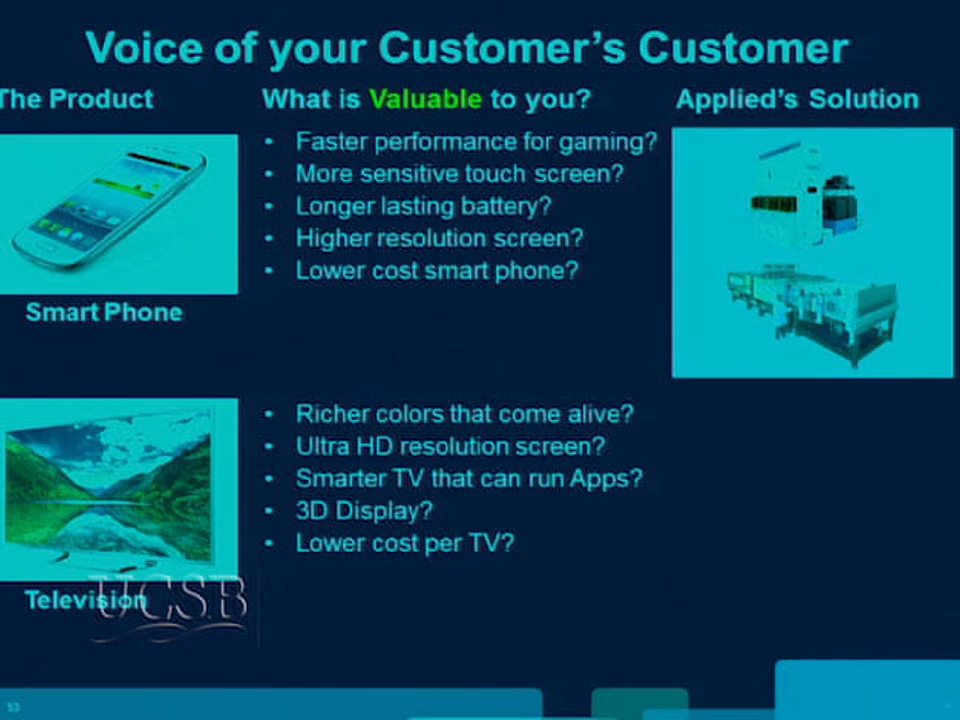 Voice of your Customer's Customer
The Product
What is Valuable to you?
Applied's Solution
• Faster performance for gaming?
• More sensitive touch screen?
• Longer lasting battery?
• Higher resolution screen?
• Lower cost smart phone?
Smart Phone
• Richer colors that come alive?
• Ultra HD resolution screen?
• Smarter TV that can run Apps?
• 3D Display?
• Lower cost per TV?
Television
UCSB
53